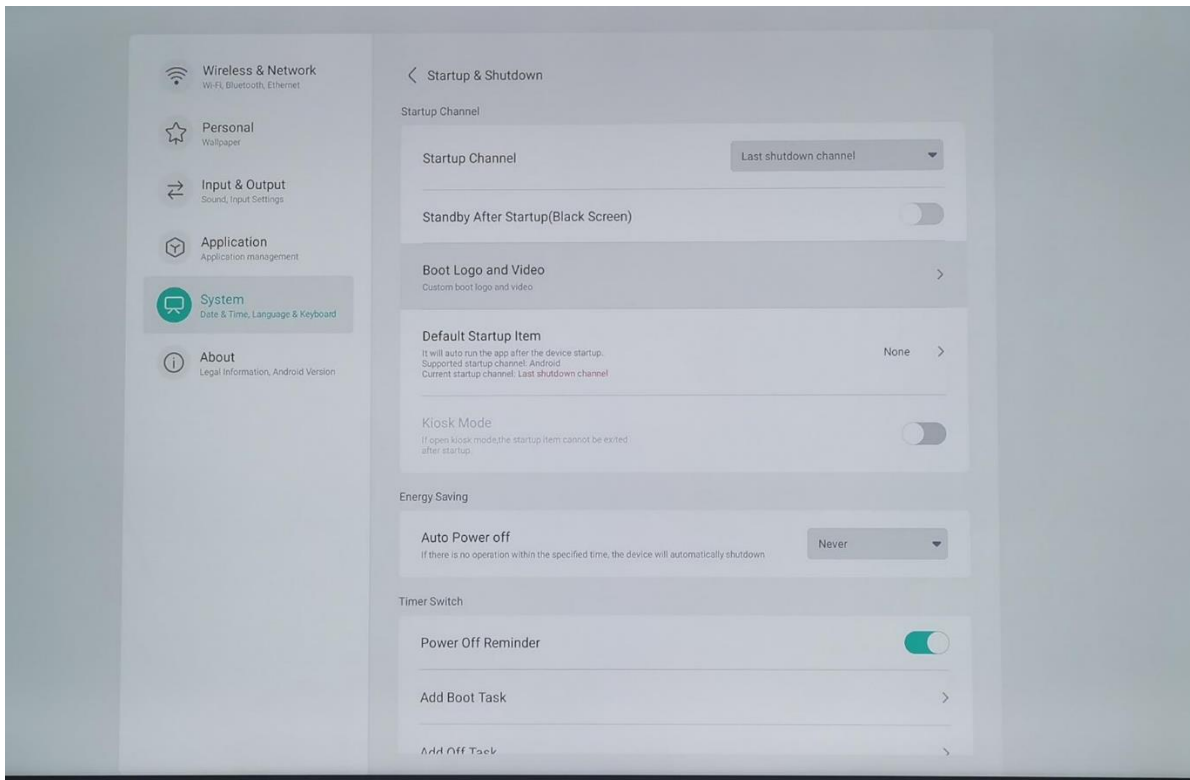 Wireless & Network
Wi-Fi, Bluetooth, Ethernet
Personal
Wallpaper
Input & Output
Sound, Input Settings
Application
Application management
System
Date & Time, Language & Keyboard
About
Legal Information, Android Version
Startup & Shutdown
Startup Channel
Startup Channel
Last shutdown channel
Standby After Startup(Black Screen)
Boot Logo and Video
Custom boot logo and video
Default Startup Item
It will auto run the app after the device startup.
Supported startup channel: Android
Current startup channel: Last shutdown channel
None
Kiosk Mode
If open kiosk mode,the startup item cannot be exited
after startup.
Energy Saving
Auto Power off
If there is no operation within the specified time, the device will automatically shutdown
Never
Timer Switch
Power Off Reminder
Add Boot Task
Add Off Task